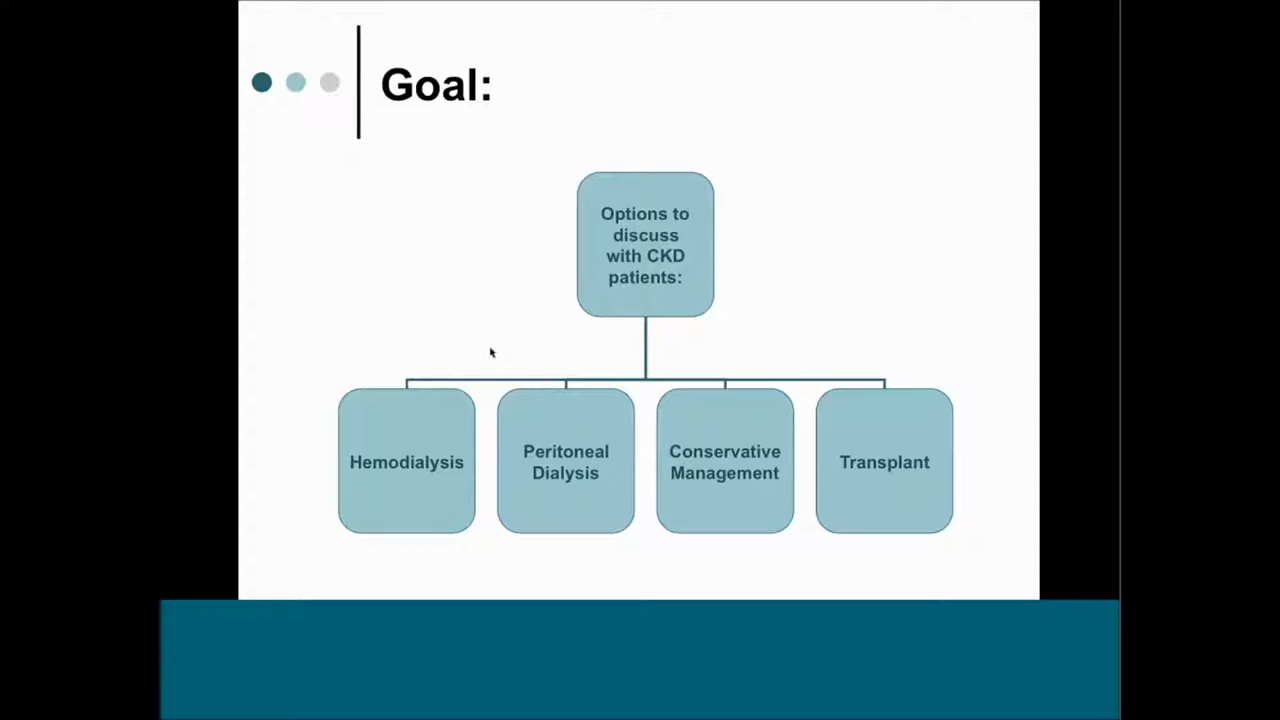 Goal:
Options to
discuss
with CKD
patients:
Hemodialysis
Peritoneal
Dialysis
Conservative
Management
Transplant